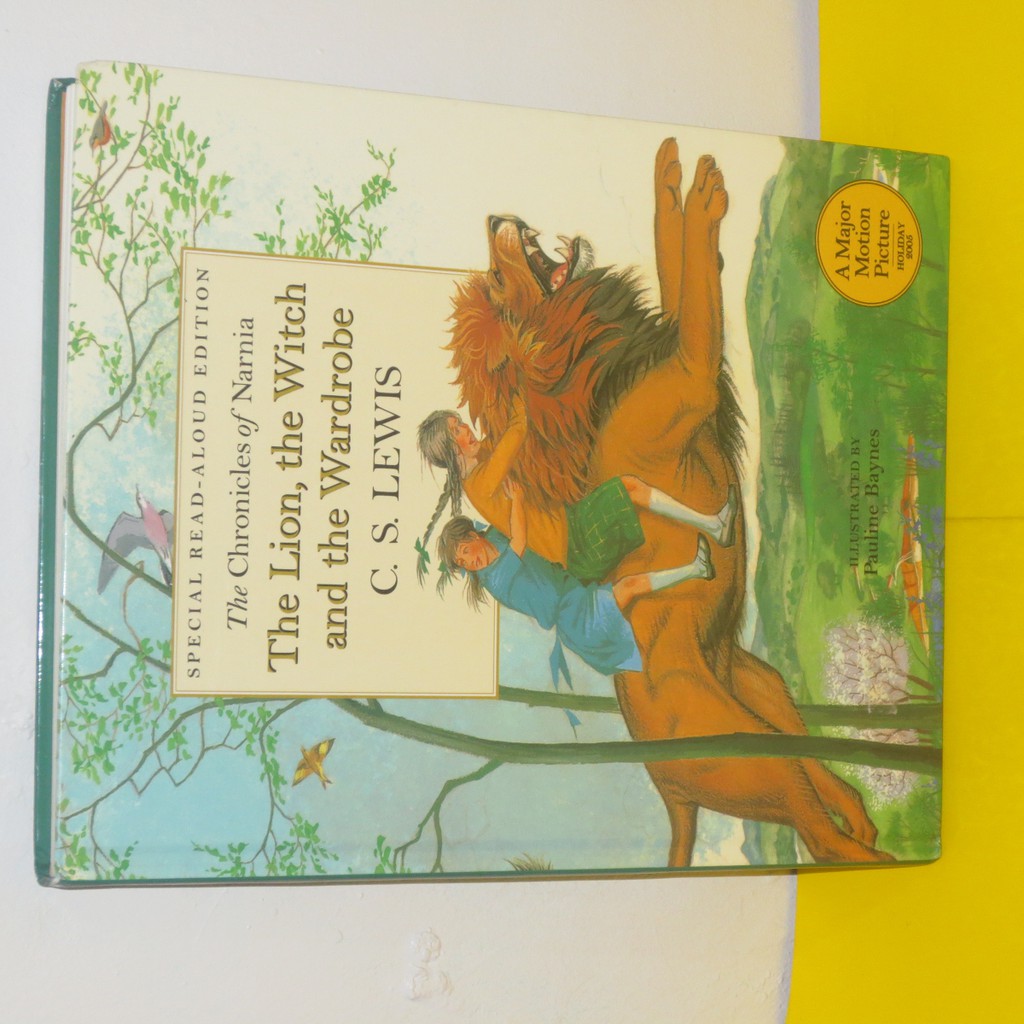 SPECIAL READ-ALOUD EDITION
The Chronicles of Narnia
The Lion, the Witch
and the Wardrobe
C. S. LEWIS
ILLUSTRATED BY
Pauline Baynes
A Major
Motion
Picture
HOLIDAY
2005